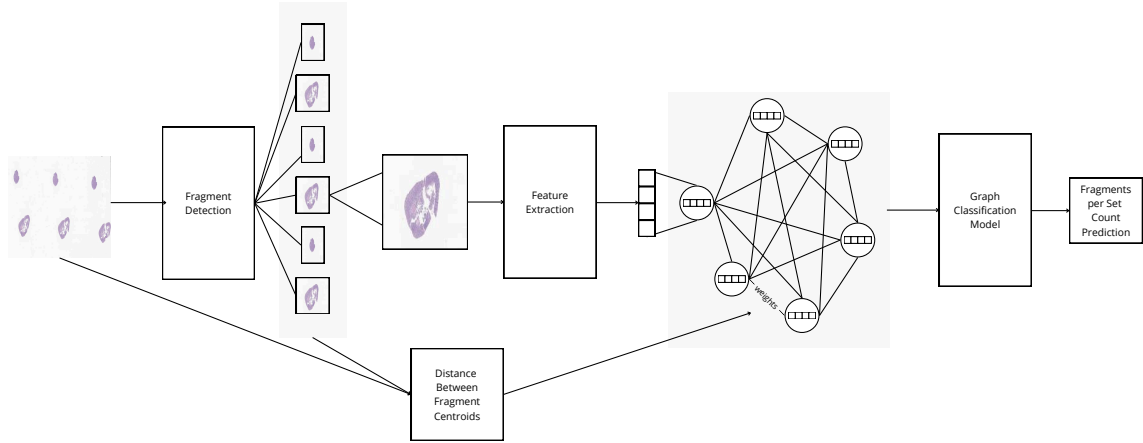 Fragment
Detection
Feature
Extraction
weights
Graph
Classification
Model
Fragments
per Set
Count
Prediction
Distance
Between
Fragment
Centroids